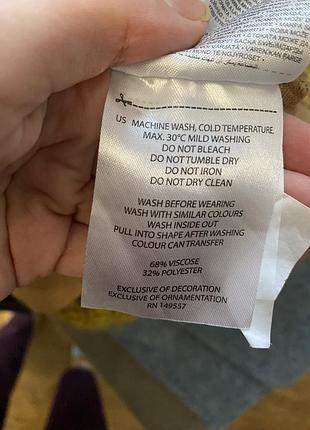 US MACHINE WASH, COLD TEMPERATURE
MAX. 30°C MILD WASHING
DO NOT BLEACH
DO NOT TUMBLE DRY
DO NOT IRON
DO NOT DRY CLEAN
WASH BEFORE WEARING
WASH WITH SIMILAR COLOURS
WASH INSIDE OUT
PULL INTO SHAPE AFTER WASHING
COLOUR CAN TRANSFER
68% VISCOSE
32% POLYESTER
EXCLUSIVE OF DECORATION
EXCLUSIVE OF ORNAMENTATION
RN 149557